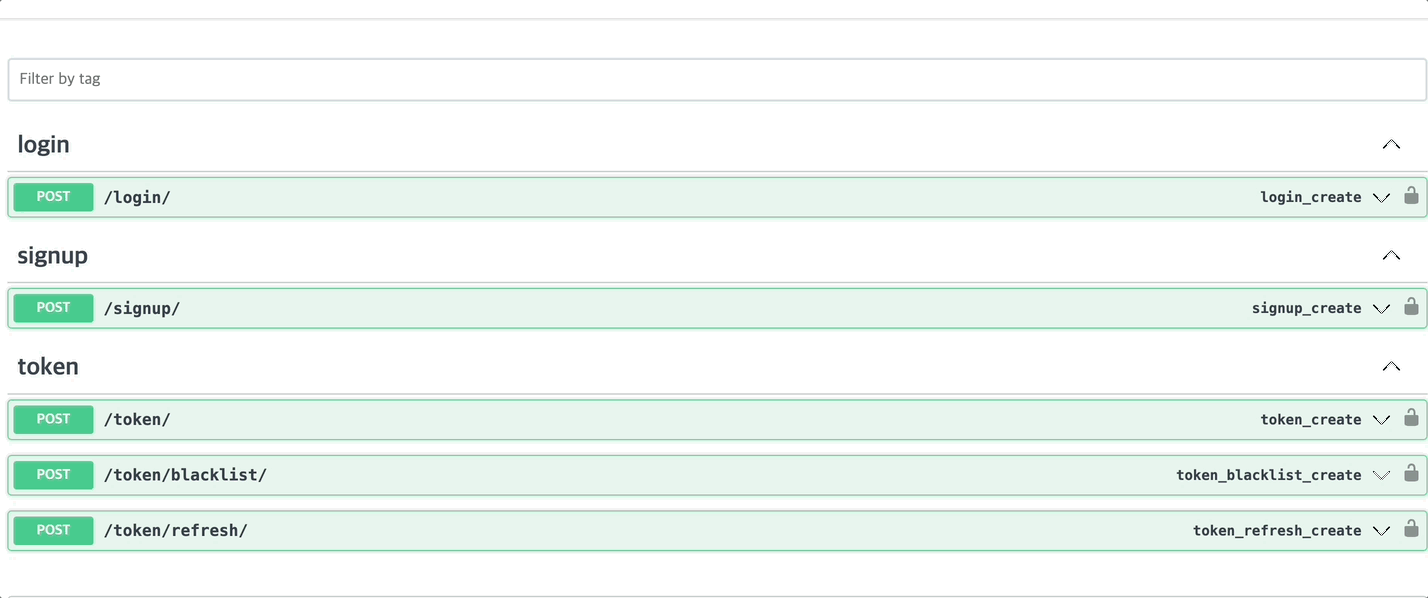 Filter by tag
login
POST /login/ login_create
signup
POST /signup/ signup_create
token
POST /token/ token_create
POST /token/blacklist/ token_blacklist_create
POST /token/refresh/ token_refresh_create